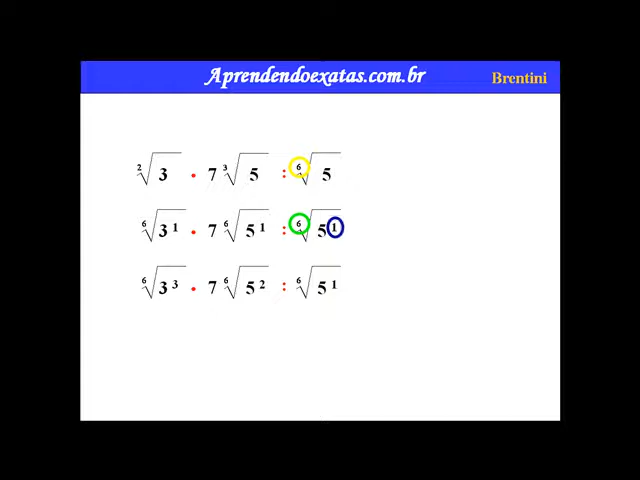 Aprendendoexatas.com.br
Brentini
²√3 . 7 ³√5 : ⁶√5
⁶√3¹ . 7 ⁶√5¹ : ⁶√5¹
⁶√3³ . 7 ⁶√5² : ⁶√5¹